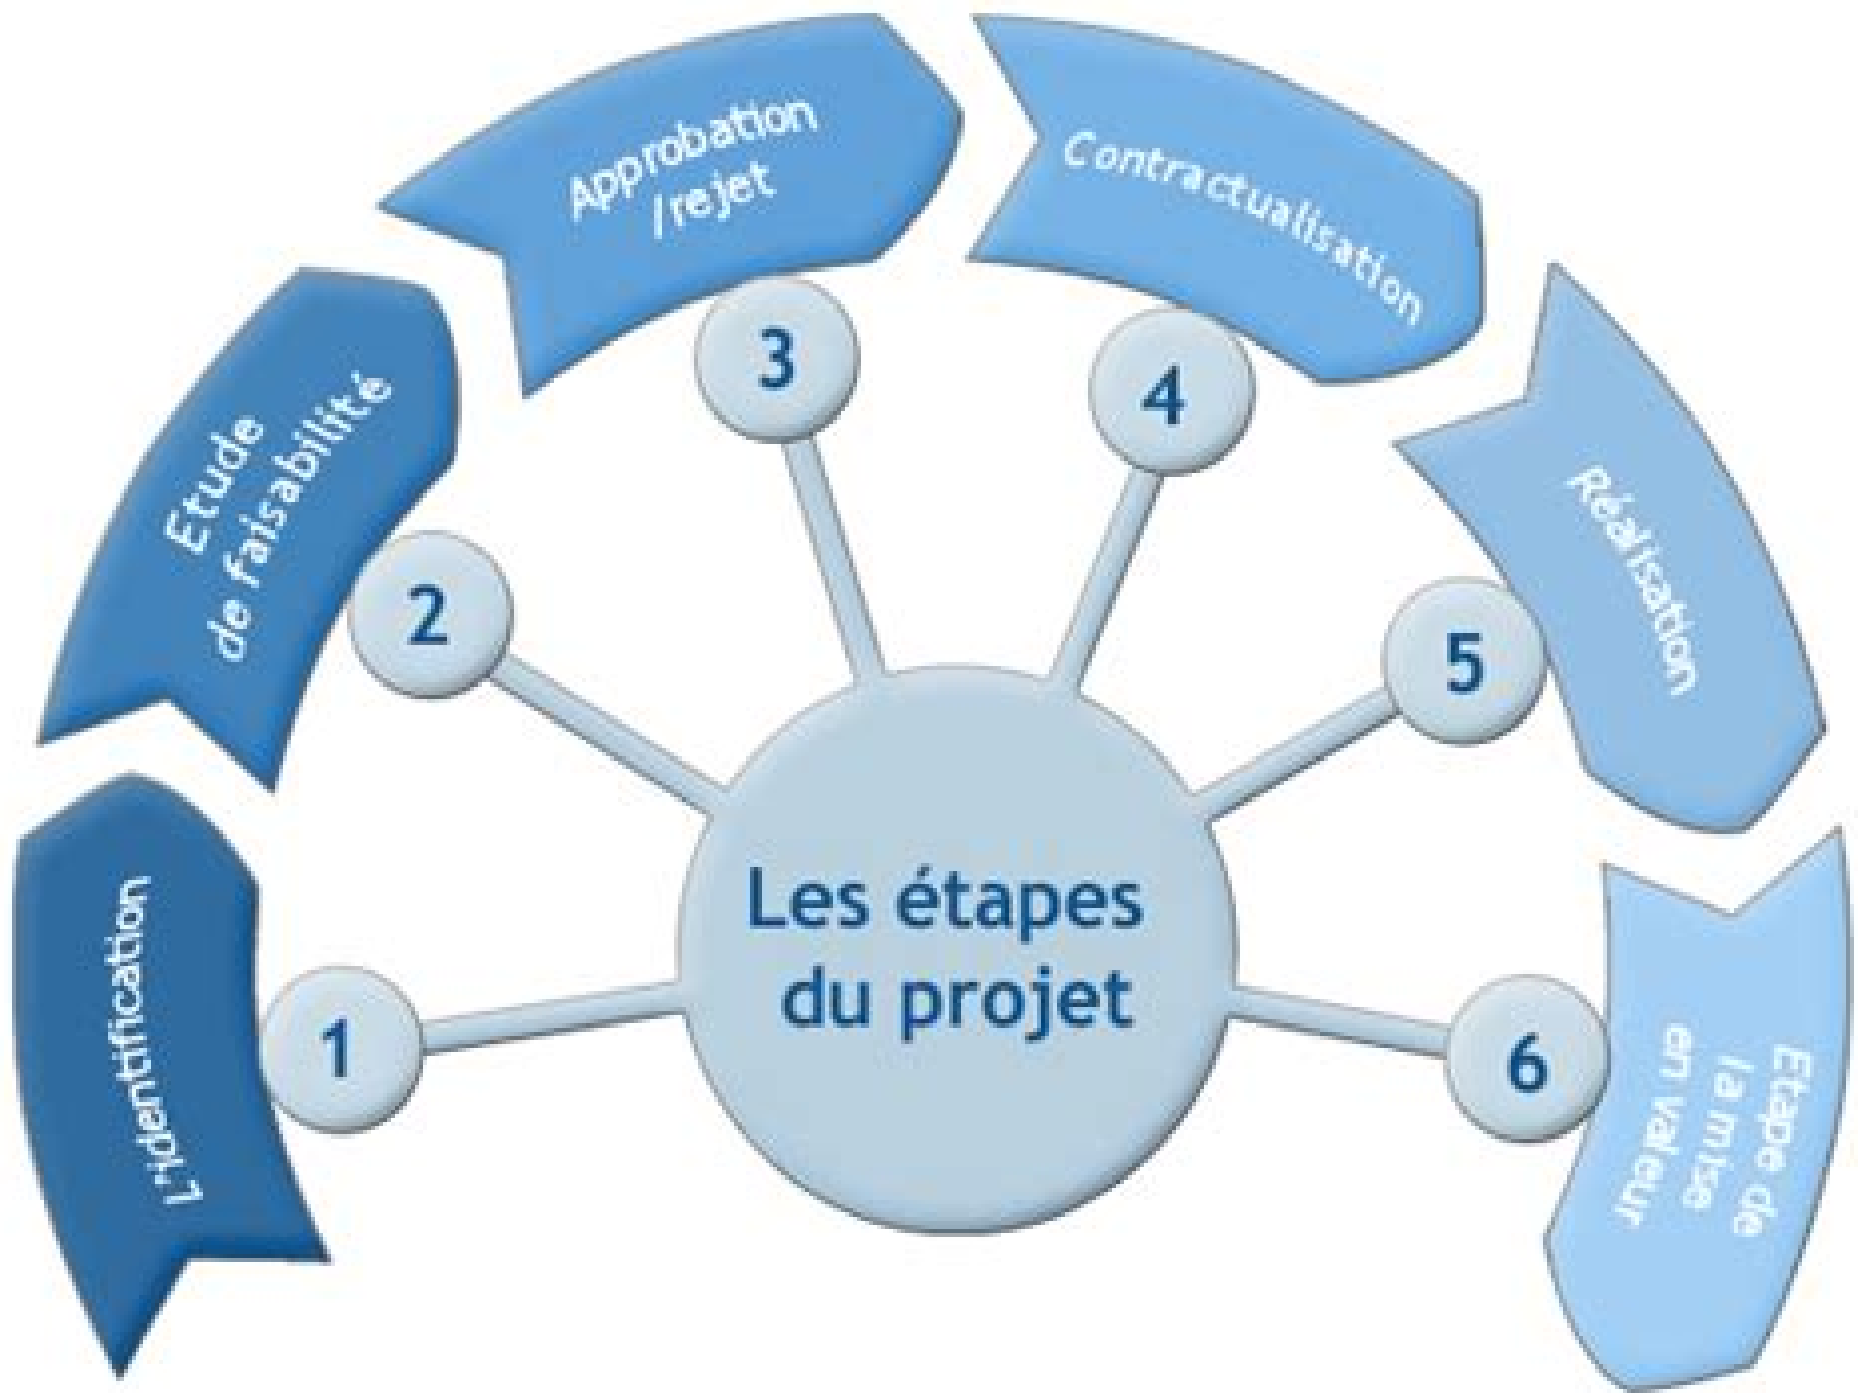 L'identification
1
Etude
de faisabilité
2
Approbation
/rejet
3
Contractualisation
4
Réalisation
5
Etape de
la mise
en valeur
6
Les étapes
du projet